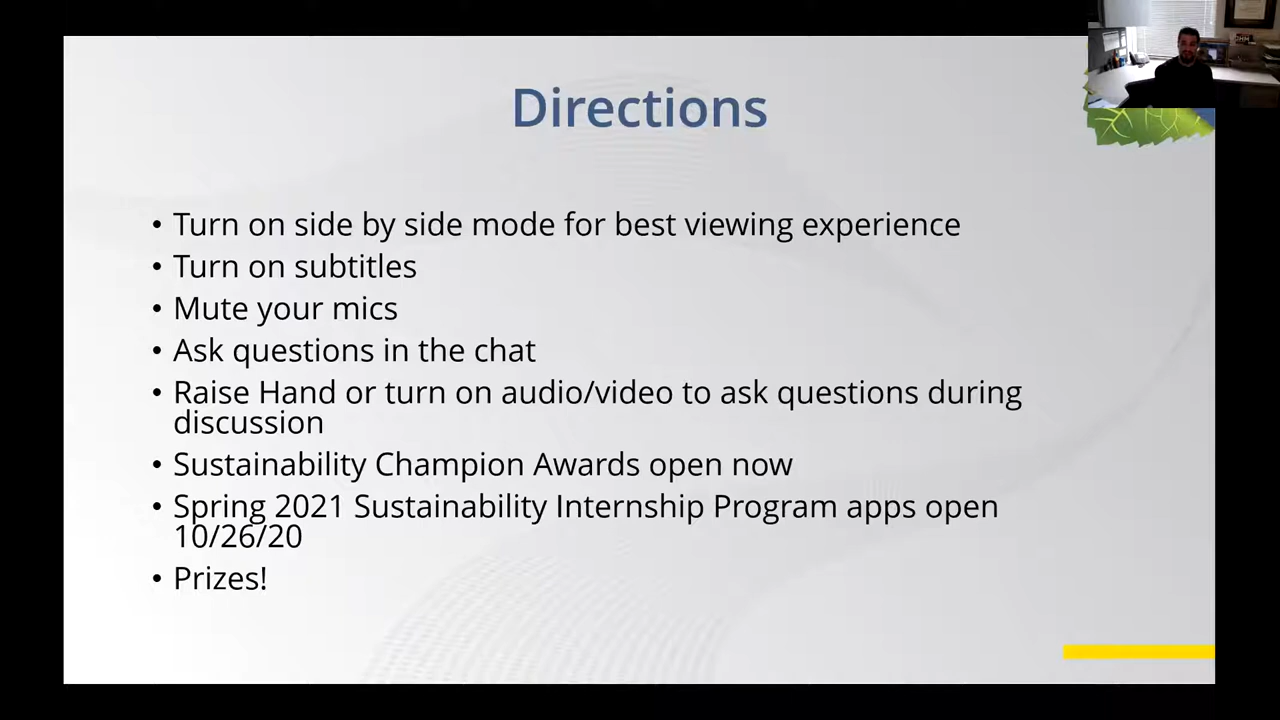 Directions
• Turn on side by side mode for best viewing experience
• Turn on subtitles
• Mute your mics
• Ask questions in the chat
• Raise Hand or turn on audio/video to ask questions during
discussion
• Sustainability Champion Awards open now
• Spring 2021 Sustainability Internship Program apps open
10/26/20
• Prizes!